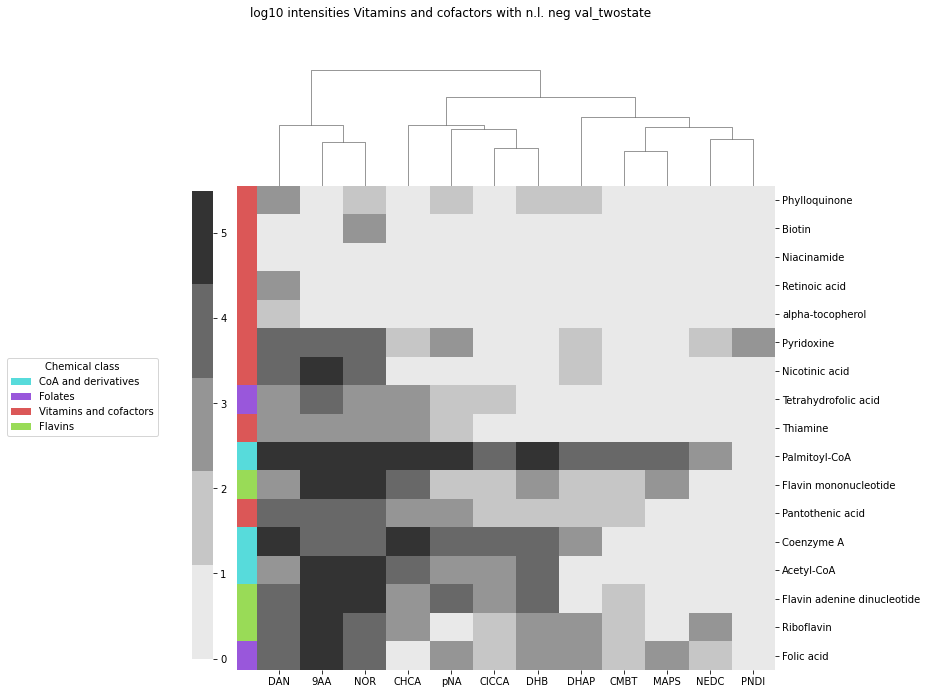 log10 intensities Vitamins and cofactors with n.l. neg val_twostate
Phylloquinone
Biotin
Niacinamide
Retinoic acid
alpha-tocopherol
Pyridoxine
Nicotinic acid
Tetrahydrofolic acid
Thiamine
Palmitoyl-CoA
Flavin mononucleotide
Pantothenic acid
Coenzyme A
Acetyl-CoA
Flavin adenine dinucleotide
Riboflavin
Folic acid
5
4
3
2
1
0
Chemical class
CoA and derivatives
Folates
Vitamins and cofactors
Flavins
DAN 9AA NOR CHCA pNA ClCCA DHB DHAP CMBT MAPS NEDC PNDI